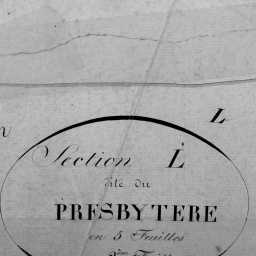 L
Section L
dite du
PRESBYTERE
en 5 Feuilles